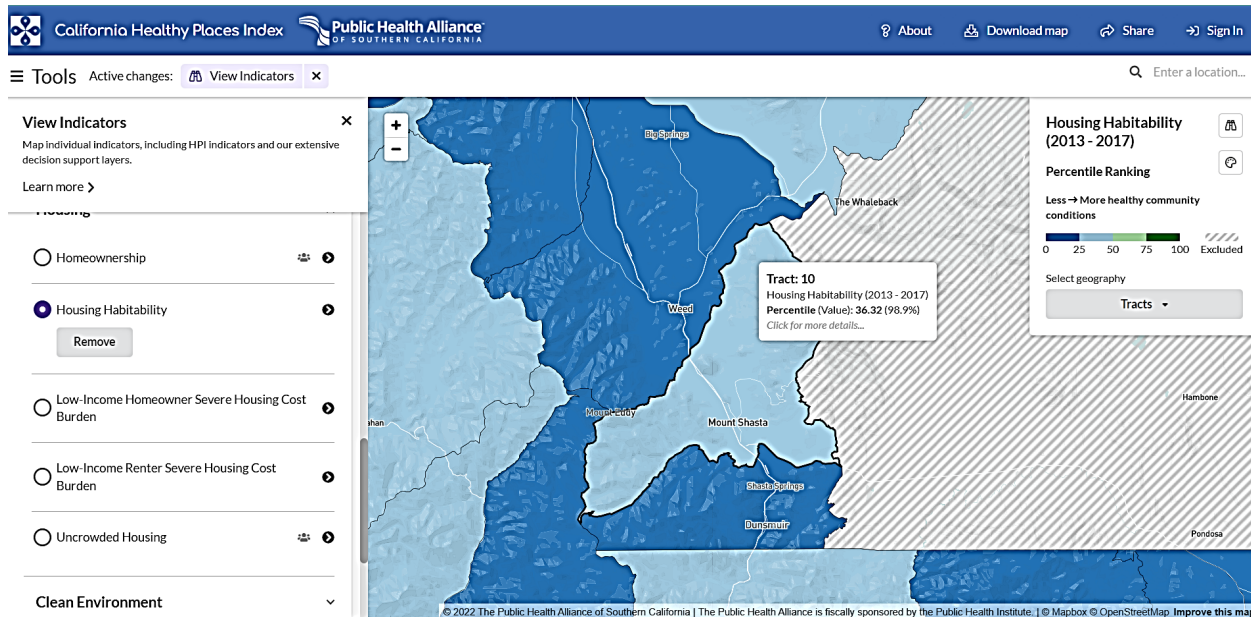 California Healthy Places Index
Public Health Alliance
OF SOUTHERN CALIFORNIA
About
Download map
Share
Sign In
Tools
Active changes:
View Indicators
Enter a location...
View Indicators
Map individual indicators, including HPI indicators and our extensive
decision support layers.
Learn more
Housing
Homeownership
Housing Habitability
Remove
Low-Income Homeowner Severe Housing Cost
Burden
Low-Income Renter Severe Housing Cost
Burden
Uncrowded Housing
Clean Environment
+
−
Big Springs
The Whaleback
Weed
Tract: 10
Housing Habitability (2013 - 2017)
Percentile (Value): 36.32 (98.9%)
Click for more details...
Mount Eddy
ahan
Mount Shasta
Hambone
Shasta Springs
Dunsmuir
Pondosa
Housing Habitability
(2013 - 2017)
Percentile Ranking
Less → More healthy community
conditions
0 25 50 75 100 Excluded
Select geography
Tracts
© 2022 The Public Health Alliance of Southern California | The Public Health Alliance is fiscally sponsored by the Public Health Institute. | © Mapbox © OpenStreetMap Improve this map